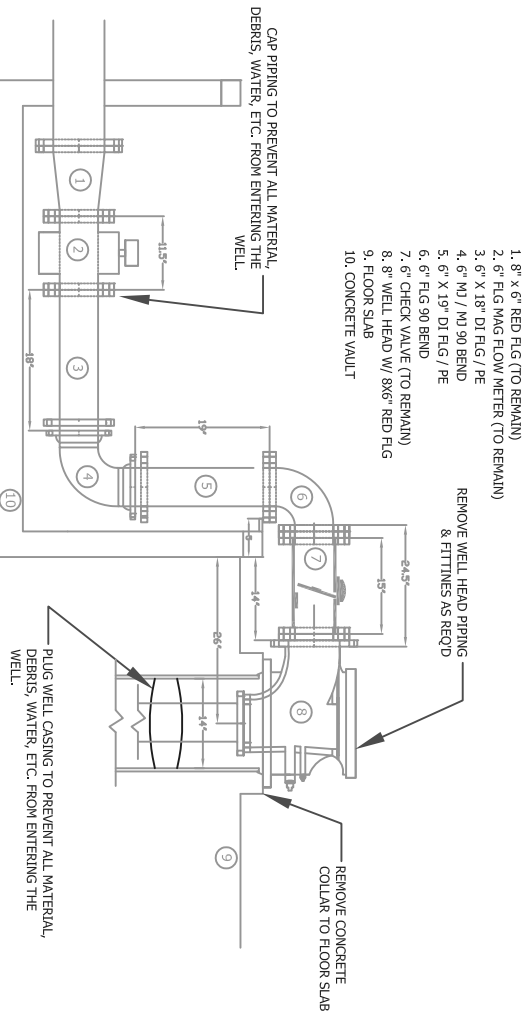 1. 8" x 6" RED FLG (TO REMAIN)
2. 6" FLG MAG FLOW METER (TO REMAIN)
3. 6" X 18" DI FLG / PE
4. 6" MJ / MJ 90 BEND
5. 6" X 19" DI FLG / PE
6. 6" FLG 90 BEND
7. 6" CHECK VALVE (TO REMAIN)
8. 8" WELL HEAD W/ 8X6" RED FLG
9. FLOOR SLAB
10. CONCRETE VAULT
REMOVE WELL HEAD PIPING
& FITTINES AS REQ'D
CAP PIPING TO PREVENT ALL MATERIAL,
DEBRIS, WATER, ETC. FROM ENTERING THE
WELL.
REMOVE CONCRETE
COLLAR TO FLOOR SLAB
PLUG WELL CASING TO PREVENT ALL MATERIAL,
DEBRIS, WATER, ETC. FROM ENTERING THE
WELL.
1
2
3
4
5
6
7
8
9
10
11.5"
18"
19"
24.5"
15"
14"
26"
14"